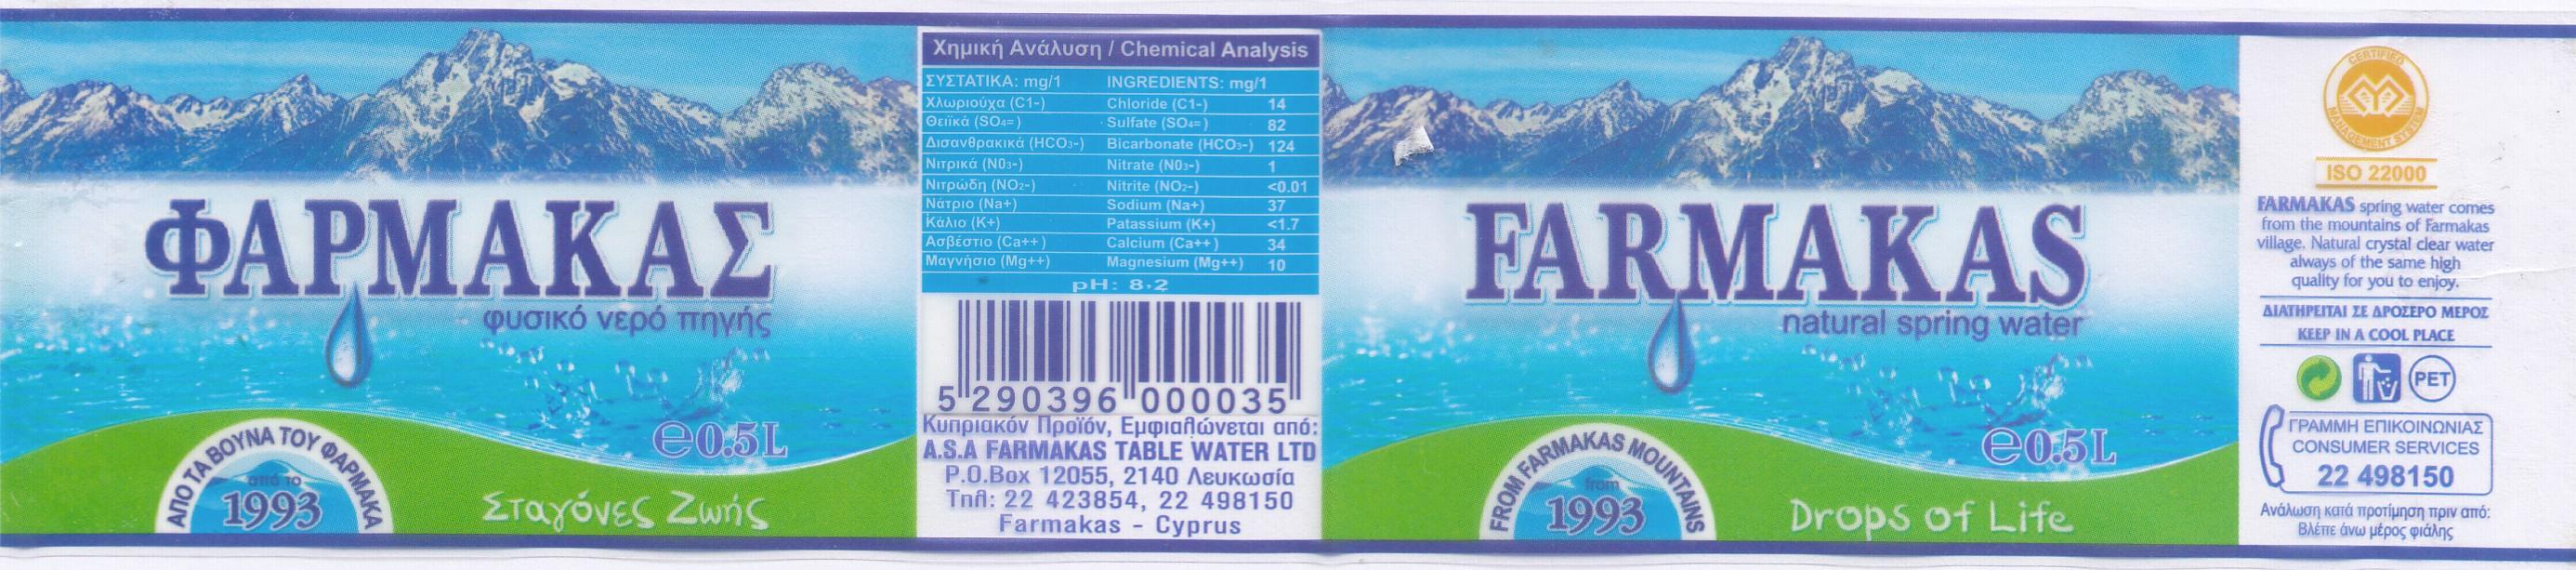 ΦΑΡΜΑΚΑΣ
φυσικό νερό πηγής
℮0.5L
ΑΠΟ ΤΑ ΒΟΥΝΑ ΤΟΥ ΦΑΡΜΑΚΑ
από το
1993
Σταγόνες Ζωής
Χημική Ανάλυση / Chemical Analysis
ΣΥΣΤΑΤΙΚΑ: mg/1 INGREDIENTS: mg/1
Χλωριούχα (C1-) Chloride (C1-) 14
Θειϊκά (SO4=) Sulfate (SO4=) 82
Δισανθρακικά (HCO3-) Bicarbonate (HCO3-) 124
Νιτρικά (N03-) Nitrate (N03-) 1
Νιτρώδη (NO2-) Nitrite (NO2-) <0.01
Νάτριο (Na+) Sodium (Na+) 37
Κάλιο (K+) Patassium (K+) <1.7
Ασβέστιο (Ca++) Calcium (Ca++) 34
Μαγνήσιο (Mg++) Magnesium (Mg++) 10
pH: 8.2
5 290396 000035
Κυπριακόν Προϊόν, Εμφιαλώνεται από:
A.S.A FARMAKAS TABLE WATER LTD
P.O.Box 12055, 2140 Λευκωσία
Τηλ: 22 423854, 22 498150
Farmakas - Cyprus
FARMAKAS
natural spring water
℮0.5L
FROM FARMAKAS MOUNTAINS
from
1993
Drops of Life
CERTIFIED
MANAGEMENT SYSTEM
ISO 22000
FARMAKAS spring water comes
from the mountains of Farmakas
village. Natural crystal clear water
always of the same high
quality for you to enjoy.
ΔΙΑΤΗΡΕΙΤΑΙ ΣΕ ΔΡΟΣΕΡΟ ΜΕΡΟΣ
KEEP IN A COOL PLACE
PET
ΓΡΑΜΜΗ ΕΠΙΚΟΙΝΩΝΙΑΣ
CONSUMER SERVICES
22 498150
Ανάλωση κατά προτίμηση πριν από:
Βλέπε άνω μέρος φιάλης